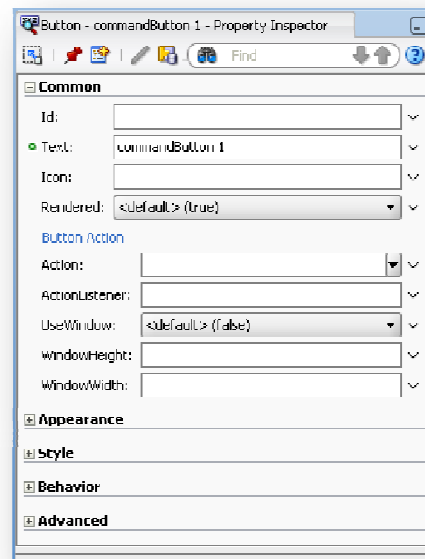 Button - commandButton 1 - Property Inspector
Find
Common
Id:
Text: commandButton 1
Icon:
Rendered: <default> (true)
Button Action
Action:
ActionListener:
UseWindow: <default> (false)
WindowHeight:
WindowWidth:
Appearance
Style
Behavior
Advanced